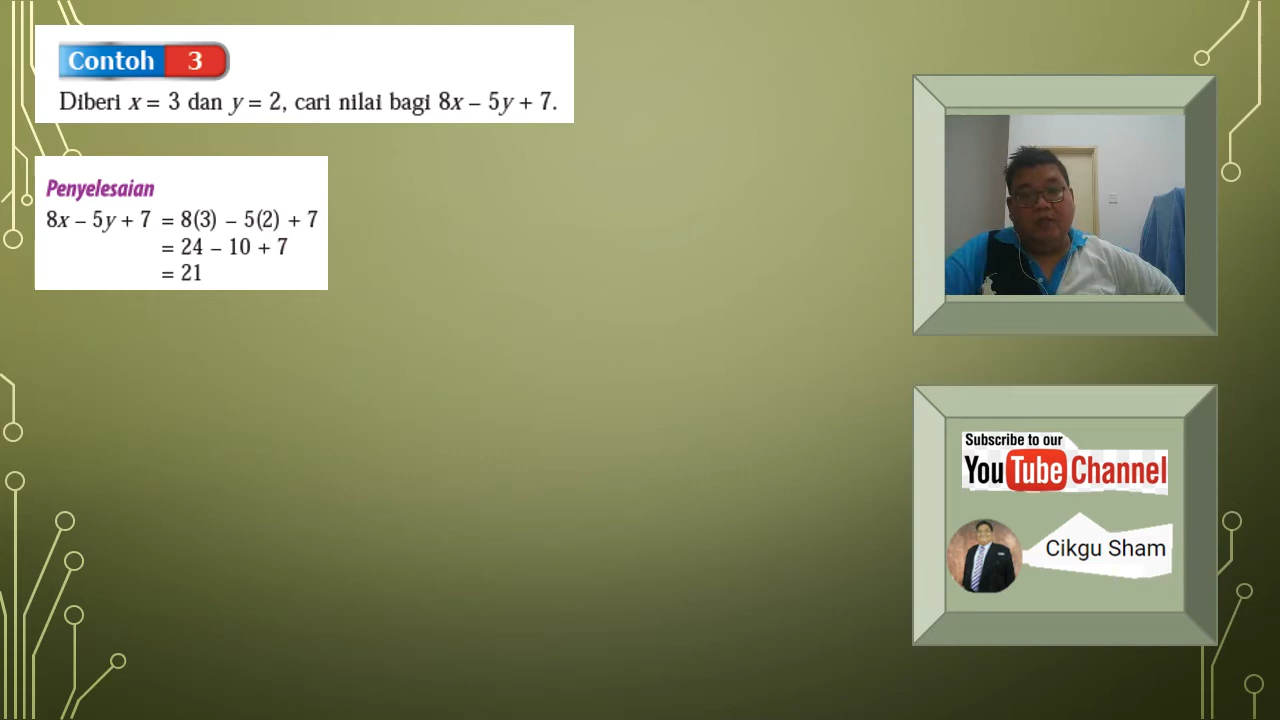 Contoh 3
Diberi x = 3 dan y = 2, cari nilai bagi 8x – 5y + 7.
Penyelesaian
8x – 5y + 7 = 8(3) – 5(2) + 7
= 24 – 10 + 7
= 21
Subscribe to our
YouTube Channel
Cikgu Sham